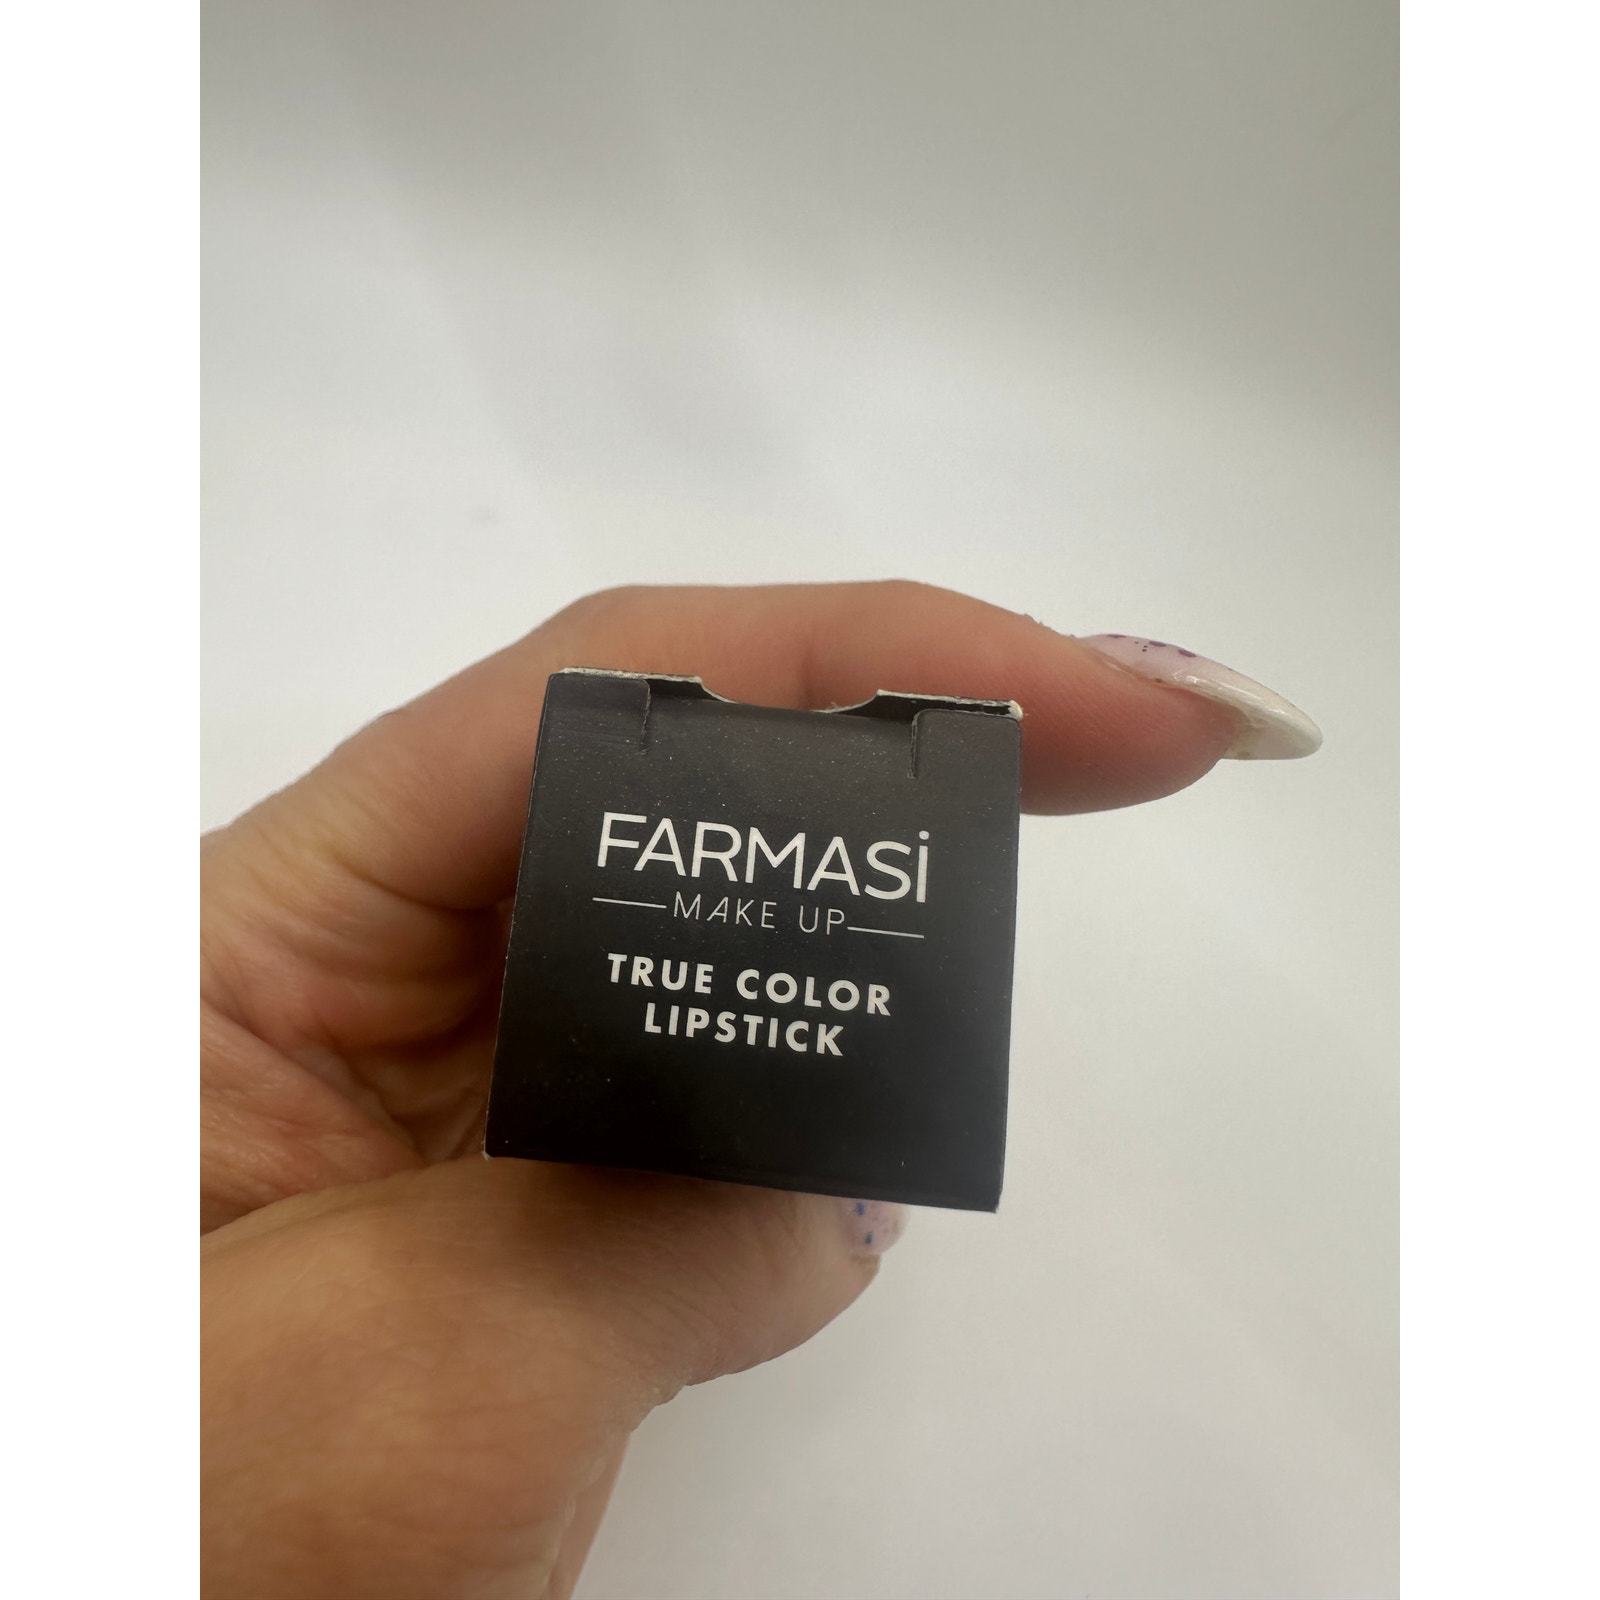 FARMASi
MAKE UP
TRUE COLOR
LIPSTICK